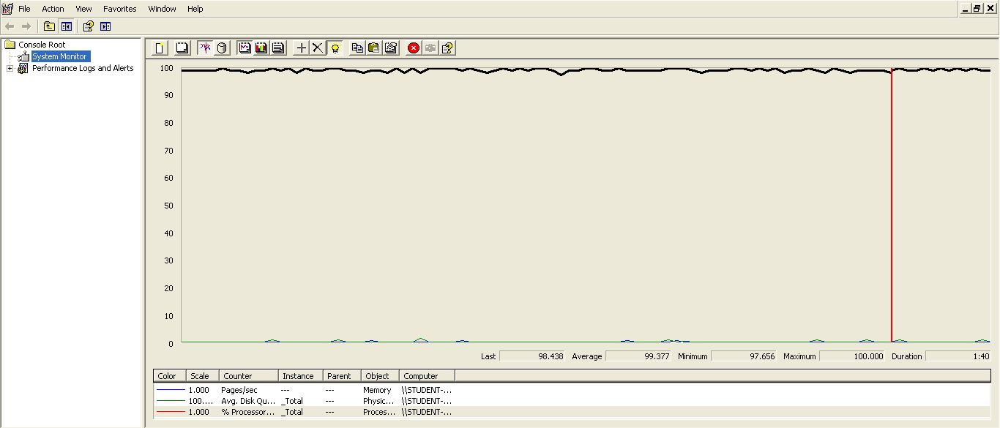 File Action View Favorites Window Help
Console Root
System Monitor
Performance Logs and Alerts
100
90
80
70
60
50
40
30
20
10
0
Last 98.438 Average 99.377 Minimum 97.656 Maximum 100.000 Duration 1:40
Color Scale Counter Instance Parent Object Computer
1.000 Pages/sec --- --- Memory \\STUDENT-...
100.... Avg. Disk Qu... _Total --- Physic... \\STUDENT-...
1.000 % Processor... _Total --- Proces... \\STUDENT-...